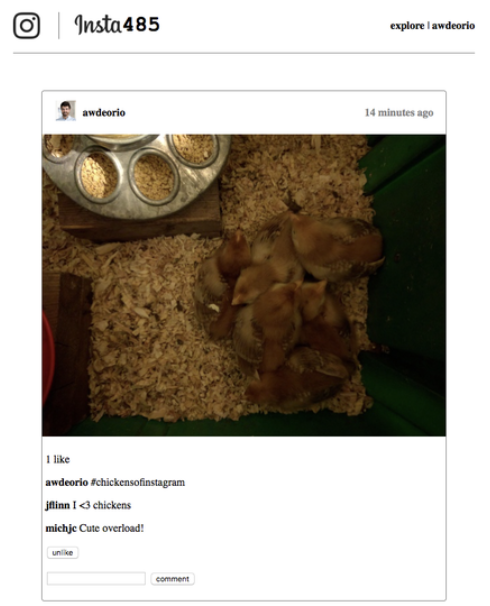 Insta485
explore | awdeorio
awdeorio
14 minutes ago
1 like
awdeorio #chickensofinstagram
jflinn I <3 chickens
michjc Cute overload!
unlike
comment